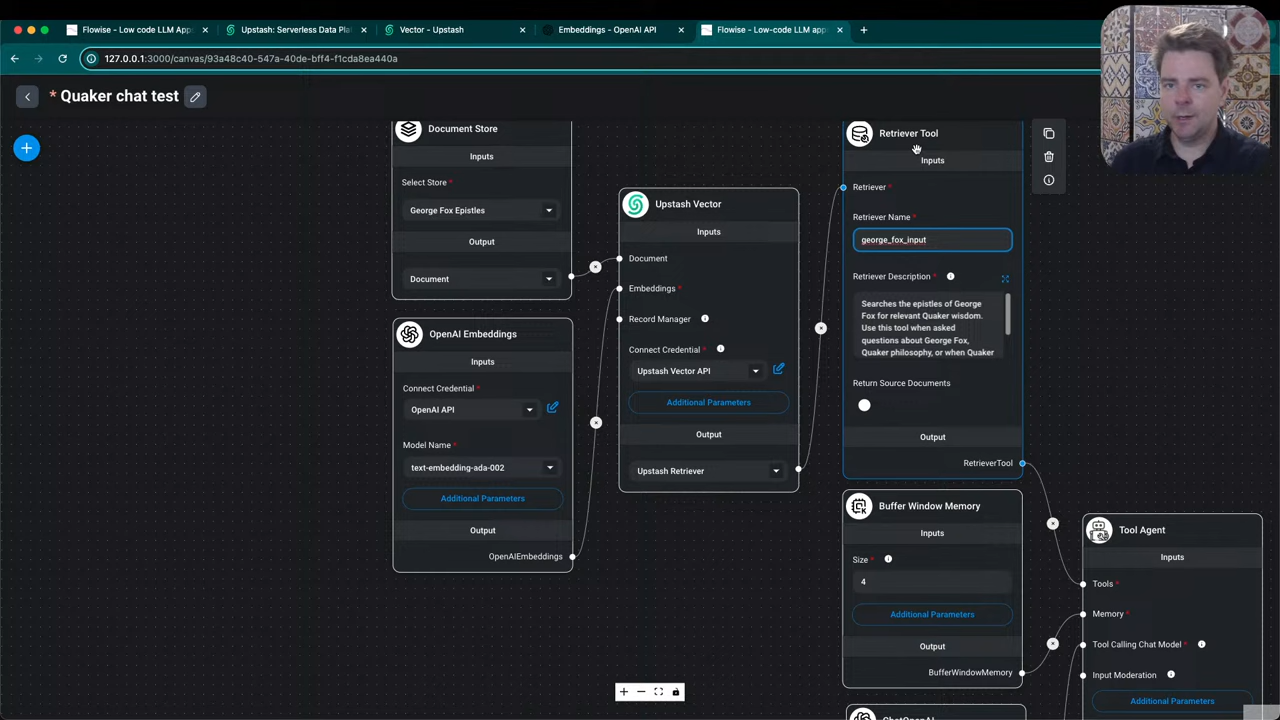 Flowise - Low code LLM Apps
Upstash: Serverless Data Pla
Vector - Upstash
Embeddings - OpenAI API
Flowise - Low-code LLM app
127.0.0.1:3000/canvas/93a48c40-547a-40de-bff4-f1cda8ea440a
* Quaker chat test
Document Store
Inputs
Select Store *
George Fox Epistles
Output
Document
OpenAI Embeddings
Inputs
Connect Credential *
OpenAI API
Model Name *
text-embedding-ada-002
Additional Parameters
Output
OpenAIEmbeddings
Upstash Vector
Inputs
Document
Embeddings *
Record Manager
Connect Credential *
Upstash Vector API
Additional Parameters
Output
Upstash Retriever
Retriever Tool
Inputs
Retriever *
Retriever Name *
george_fox_input
Retriever Description *
Searches the epistles of George
Fox for relevant Quaker wisdom.
Use this tool when asked
questions about George Fox,
Quaker philosophy, or when Quaker
Return Source Documents
Output
RetrieverTool
Buffer Window Memory
Inputs
Size *
4
Additional Parameters
Output
BufferWindowMemory
Tool Agent
Inputs
Tools *
Memory *
Tool Calling Chat Model *
Input Moderation
Additional Parameters